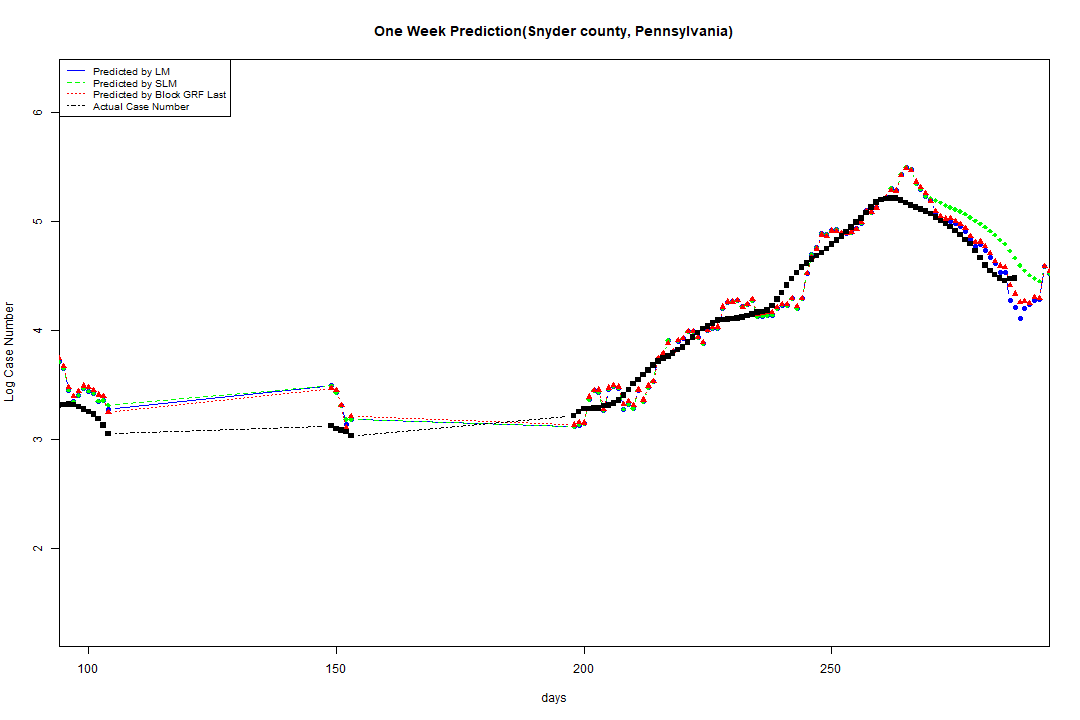 One Week Prediction(Snyder county, Pennsylvania)
Predicted by LM
Predicted by SLM
Predicted by Block GRF Last
Actual Case Number
6
5
4
3
2
Log Case Number
100 150 200 250
days